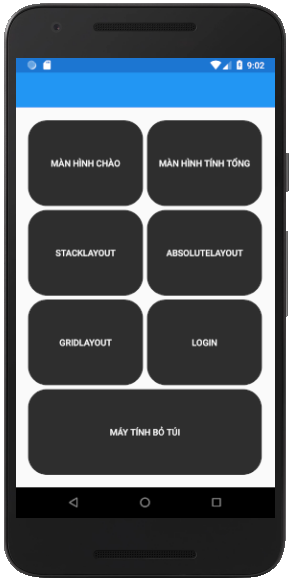 9:02
MÀN HÌNH CHÀO
MÀN HÌNH TÍNH TỔNG
STACKLAYOUT
ABSOLUTELAYOUT
GRIDLAYOUT
LOGIN
MÁY TÍNH BỎ TÚI